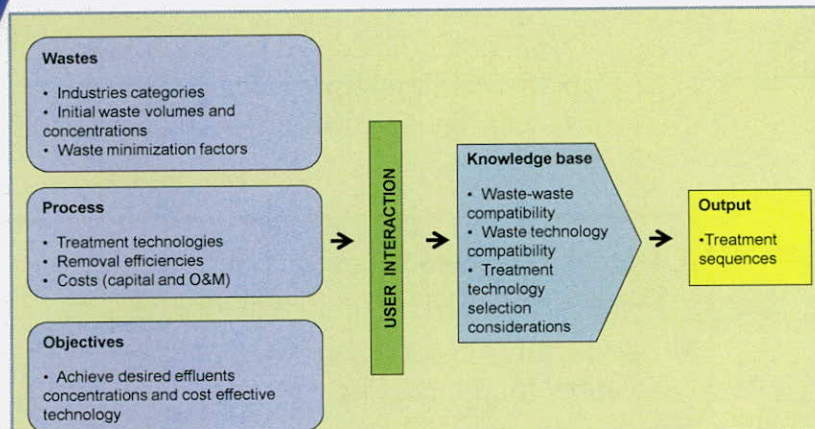 Wastes
• Industries categories
• Initial waste volumes and
concentrations
• Waste minimization factors
Process
• Treatment technologies
• Removal efficiencies
• Costs (capital and O&M)
Objectives
• Achieve desired effluents
concentrations and cost effective
technology
USER INTERACTION
Knowledge base
• Waste-waste
compatibility
• Waste technology
compatibility
• Treatment
technology
selection
considerations
Output
•Treatment
sequences